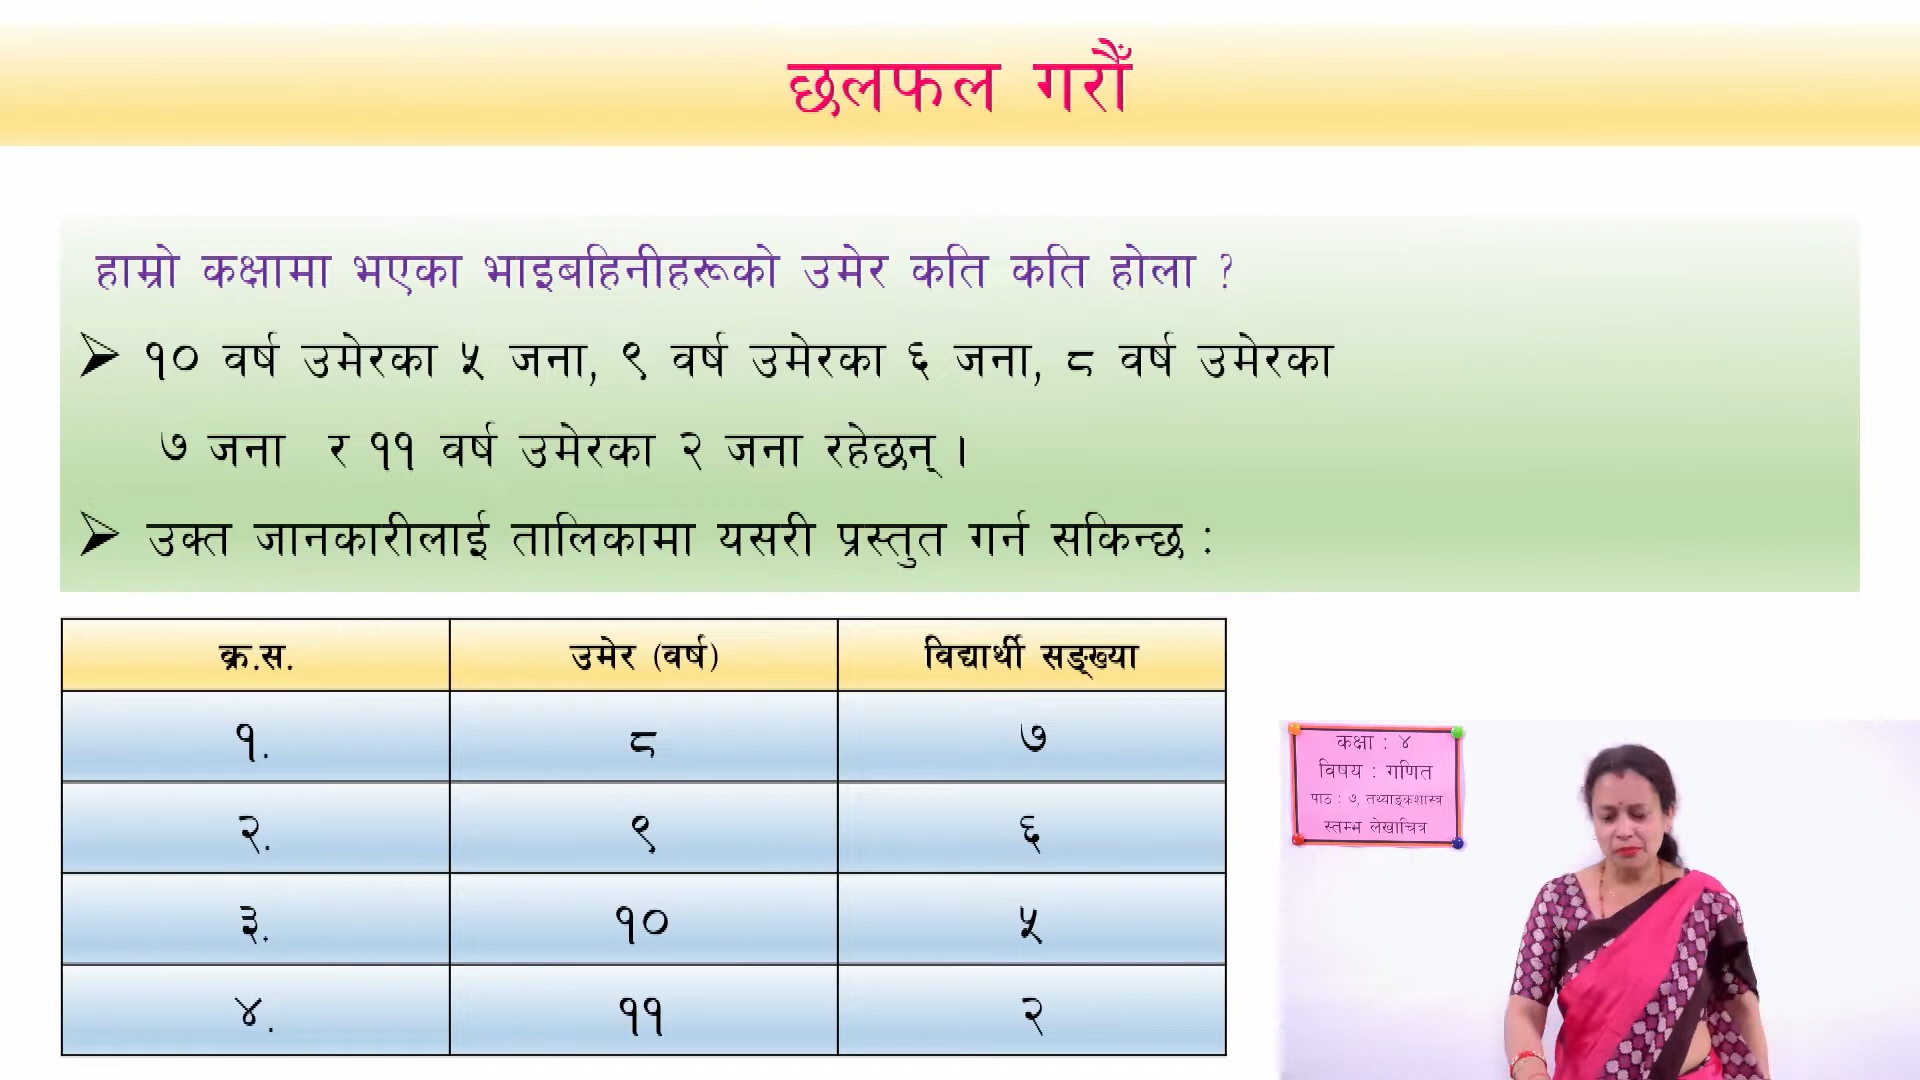 छलफल गरौँ
हाम्रो कक्षामा भएका भाइबहिनीहरूको उमेर कति कति होला ?
➢ १० वर्ष उमेरका ५ जना, ९ वर्ष उमेरका ६ जना, ८ वर्ष उमेरका
७ जना र ११ वर्ष उमेरका २ जना रहेछन् ।
➢ उक्त जानकारीलाई तालिकामा यसरी प्रस्तुत गर्न सकिन्छ :
क्र.स. उमेर (वर्ष) विद्यार्थी सङ्ख्या
१. ८ ७
२. ९ ६
३. १० ५
४. ११ २
कक्षा : ४
विषय : गणित
पाठ : ७, तथ्याङ्कशास्त्र
स्तम्भ लेखाचित्र